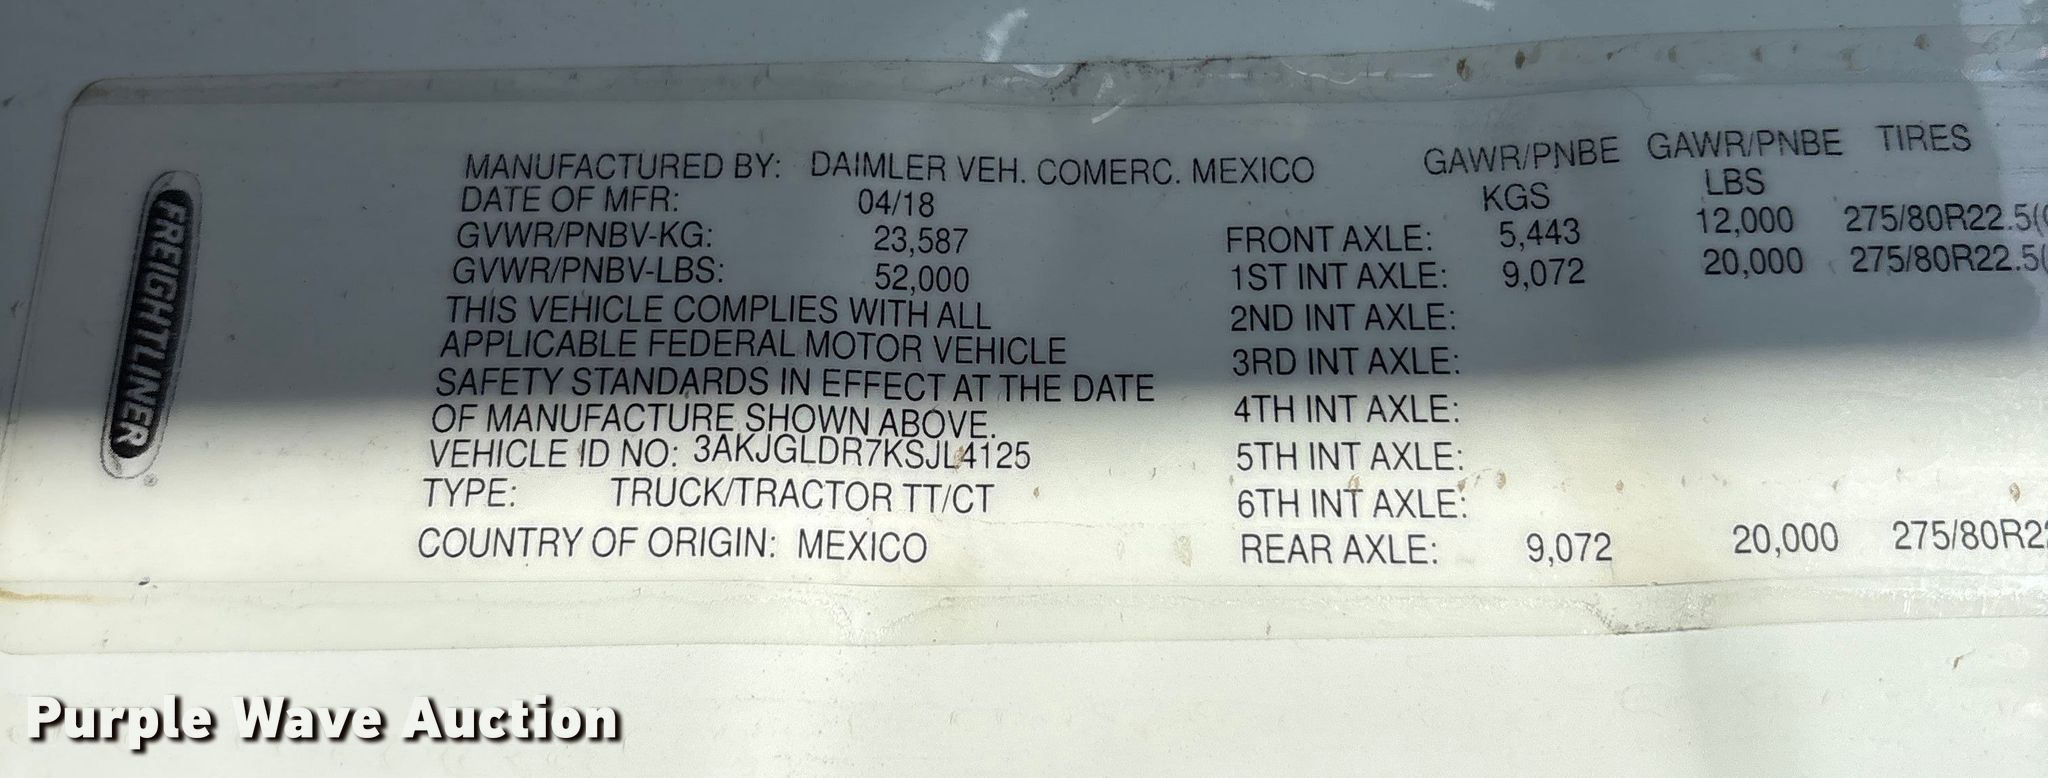 FREIGHTLINER
MANUFACTURED BY: DAIMLER VEH. COMERC. MEXICO
DATE OF MFR: 04/18
GVWR/PNBV-KG: 23,587
GVWR/PNBV-LBS: 52,000
THIS VEHICLE COMPLIES WITH ALL
APPLICABLE FEDERAL MOTOR VEHICLE
SAFETY STANDARDS IN EFFECT AT THE DATE
OF MANUFACTURE SHOWN ABOVE.
VEHICLE ID NO: 3AKJGLDR7KSJL4125
TYPE: TRUCK/TRACTOR TT/CT
COUNTRY OF ORIGIN: MEXICO
GAWR/PNBE GAWR/PNBE TIRES
KGS LBS
FRONT AXLE: 5,443 12,000 275/80R22.5(
1ST INT AXLE: 9,072 20,000 275/80R22.5(
2ND INT AXLE:
3RD INT AXLE:
4TH INT AXLE:
5TH INT AXLE:
6TH INT AXLE:
REAR AXLE: 9,072 20,000 275/80R22
Purple Wave Auction